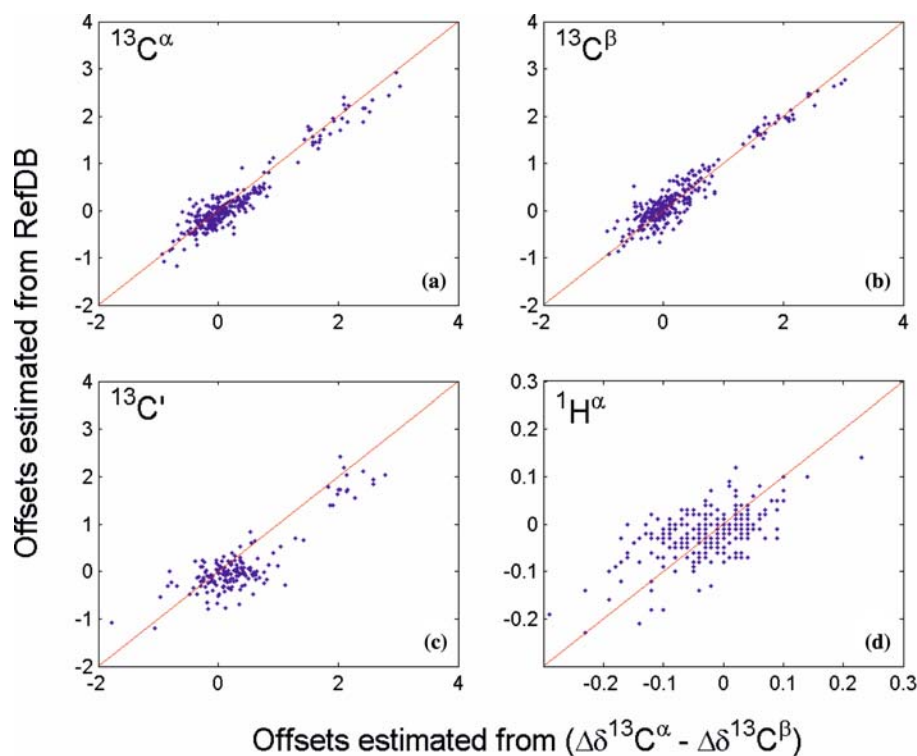 Offsets estimated from RefDB
¹³Cᵅ
4
3
2
1
0
-1
-2
-2 0 2 4
(a)
¹³Cᵝ
4
3
2
1
0
-1
-2
-2 0 2 4
(b)
¹³C'
4
3
2
1
0
-1
-2
-2 0 2 4
(c)
¹Hᵅ
0.3
0.2
0.1
0
-0.1
-0.2
-0.2 -0.1 0 0.1 0.2 0.3
(d)
Offsets estimated from (Δδ¹³Cᵅ - Δδ¹³Cᵝ)